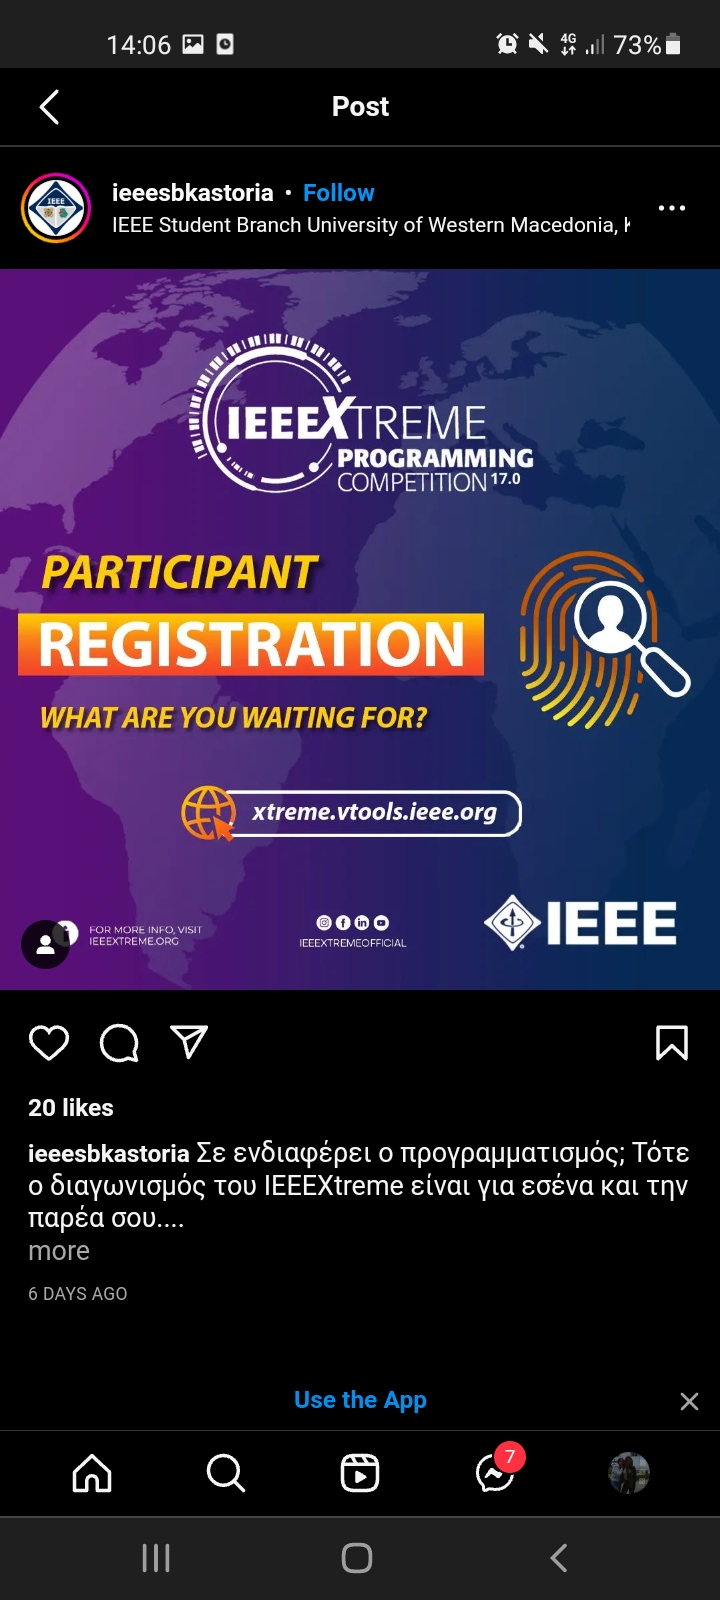 14:06
4G
73%
Post
ieeesbkastoria • Follow
IEEE Student Branch University of Western Macedonia,
IEEE
IEEEXTREME
PROGRAMMING
COMPETITION 17.0
PARTICIPANT
REGISTRATION
WHAT ARE YOU WAITING FOR?
xtreme.vtools.ieee.org
FOR MORE INFO, VISIT
IEEEXTREME.ORG
IEEEXTREMEOFFICIAL
IEEE
20 likes
ieeesbkastoria Σε ενδιαφέρει ο προγραμματισμός; Τότε
ο διαγωνισμός του IEEEXtreme είναι για εσένα και την
παρέα σου....
more
6 DAYS AGO
Use the App
7